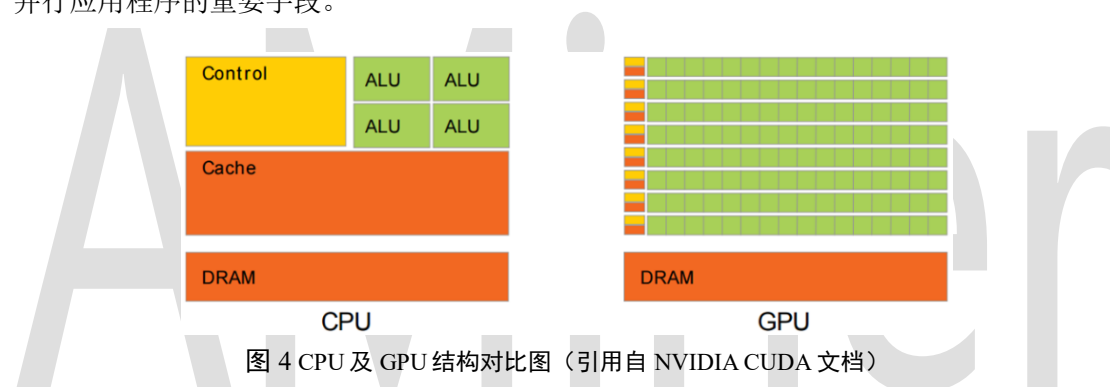 并行应用程序的重要手段。
Control
ALU
ALU
ALU
ALU
Cache
DRAM
DRAM
CPU
GPU
图 4 CPU 及 GPU 结构对比图（引用自 NVIDIA CUDA 文档）
AMiner